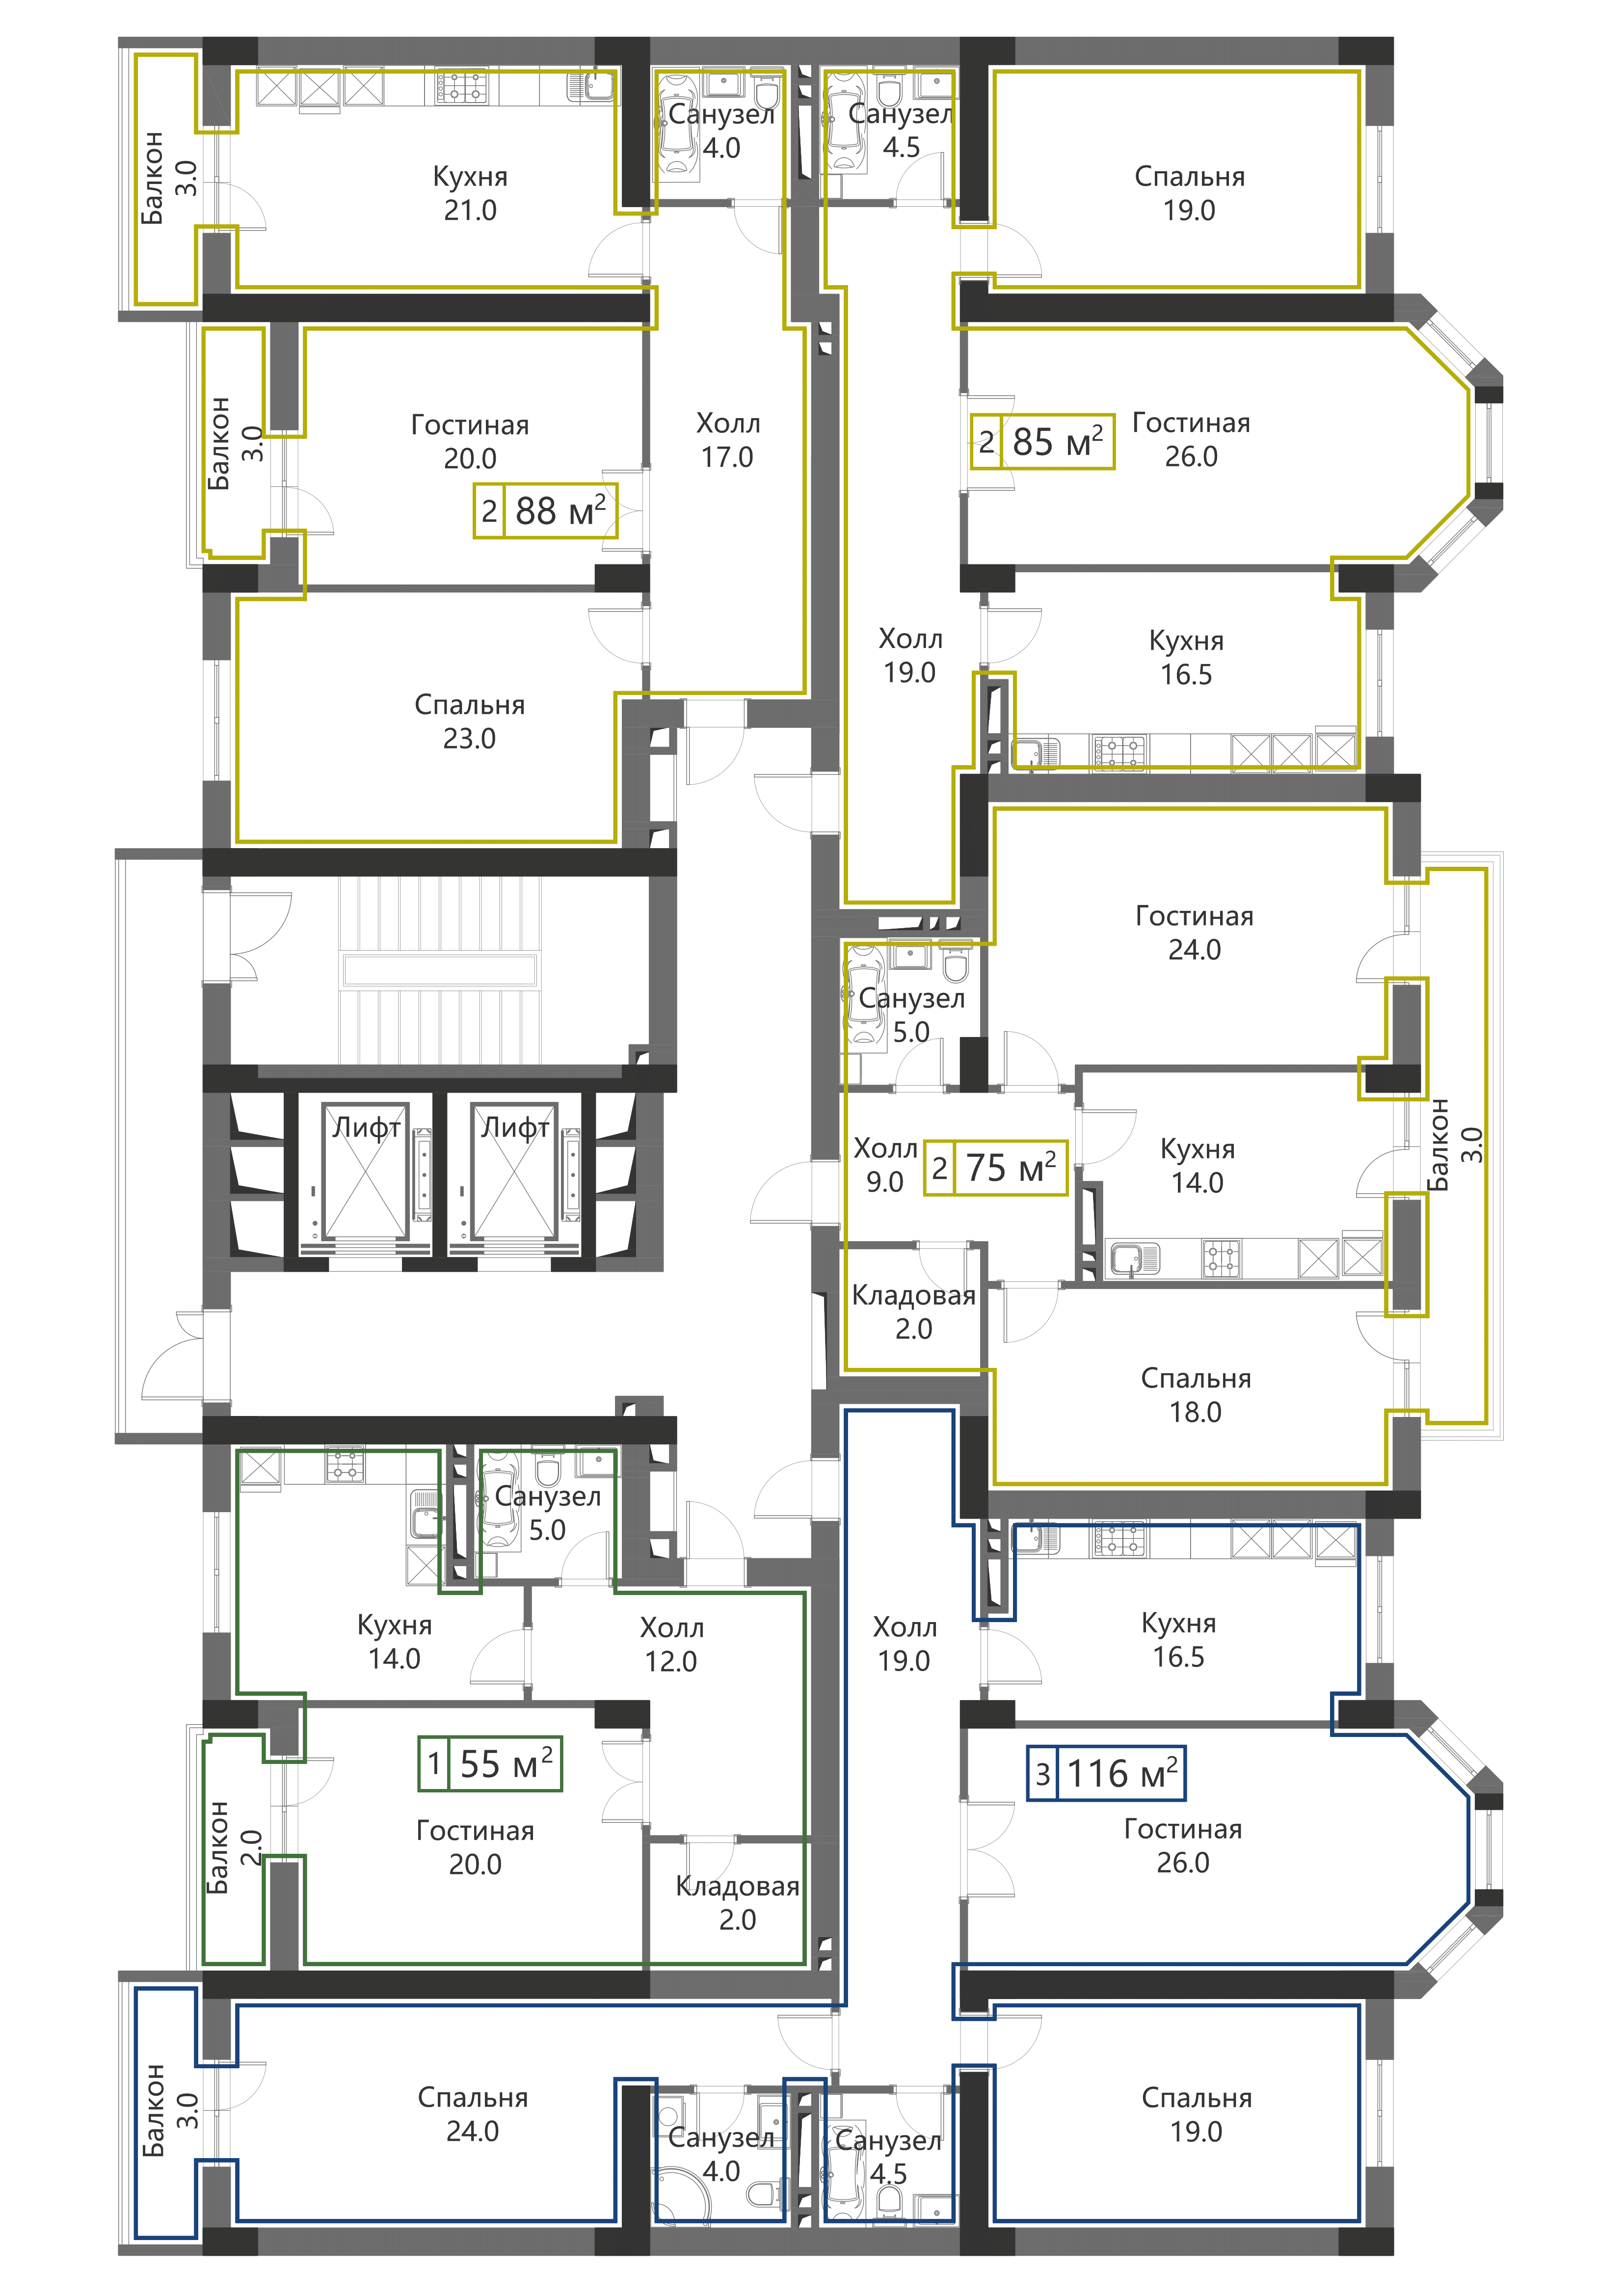 Санузел
4.0
Санузел
4.5
Балкон
3.0
Кухня
21.0
Спальня
19.0
Балкон
3.0
Гостиная
20.0
Холл
17.0
2 85 м²
Гостиная
26.0
2 88 м²
Холл
19.0
Кухня
16.5
Спальня
23.0
Гостиная
24.0
Санузел
5.0
Лифт
Лифт
Холл
9.0
2 75 м²
Кухня
14.0
Балкон
3.0
Кладовая
2.0
Спальня
18.0
Санузел
5.0
Кухня
14.0
Холл
12.0
Холл
19.0
Кухня
16.5
1 55 м²
3 116 м²
Балкон
2.0
Гостиная
20.0
Гостиная
26.0
Кладовая
2.0
Балкон
3.0
Спальня
24.0
Санузел
4.0
Санузел
4.5
Спальня
19.0